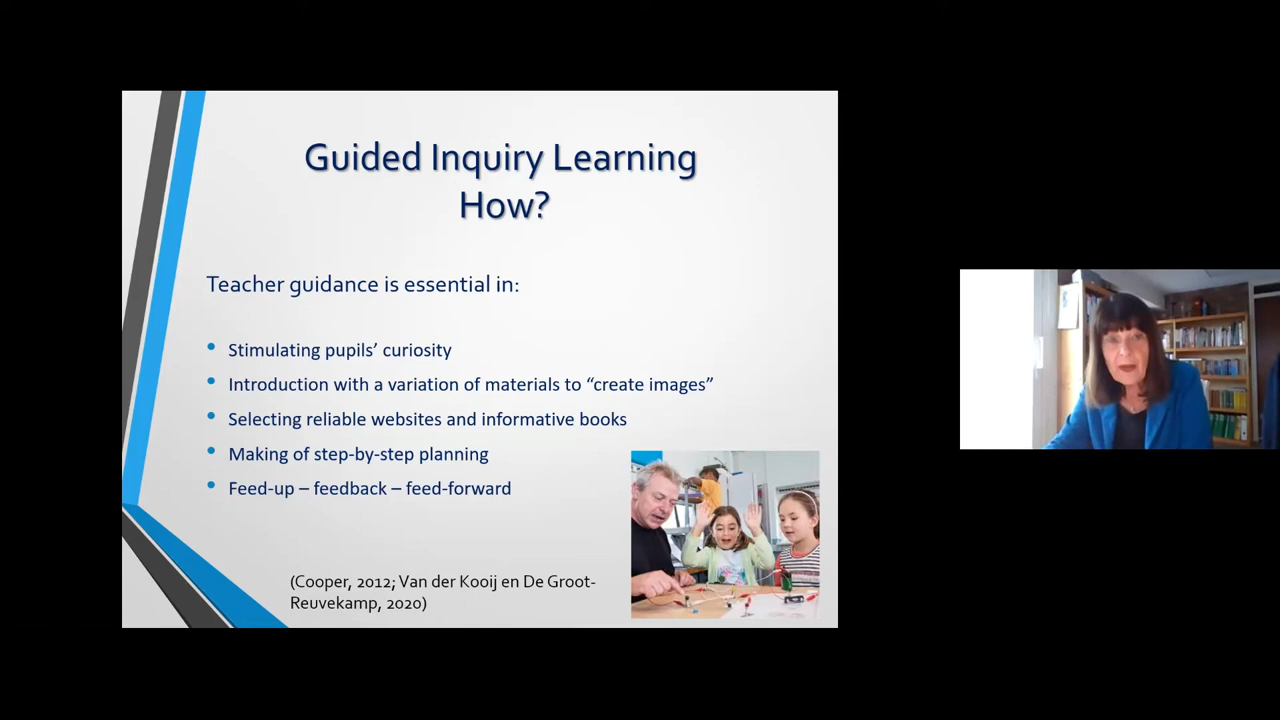 Guided Inquiry Learning
How?
Teacher guidance is essential in:
• Stimulating pupils’ curiosity
• Introduction with a variation of materials to “create images”
• Selecting reliable websites and informative books
• Making of step-by-step planning
• Feed-up – feedback – feed-forward
(Cooper, 2012; Van der Kooij en De Groot-
Reuvekamp, 2020)